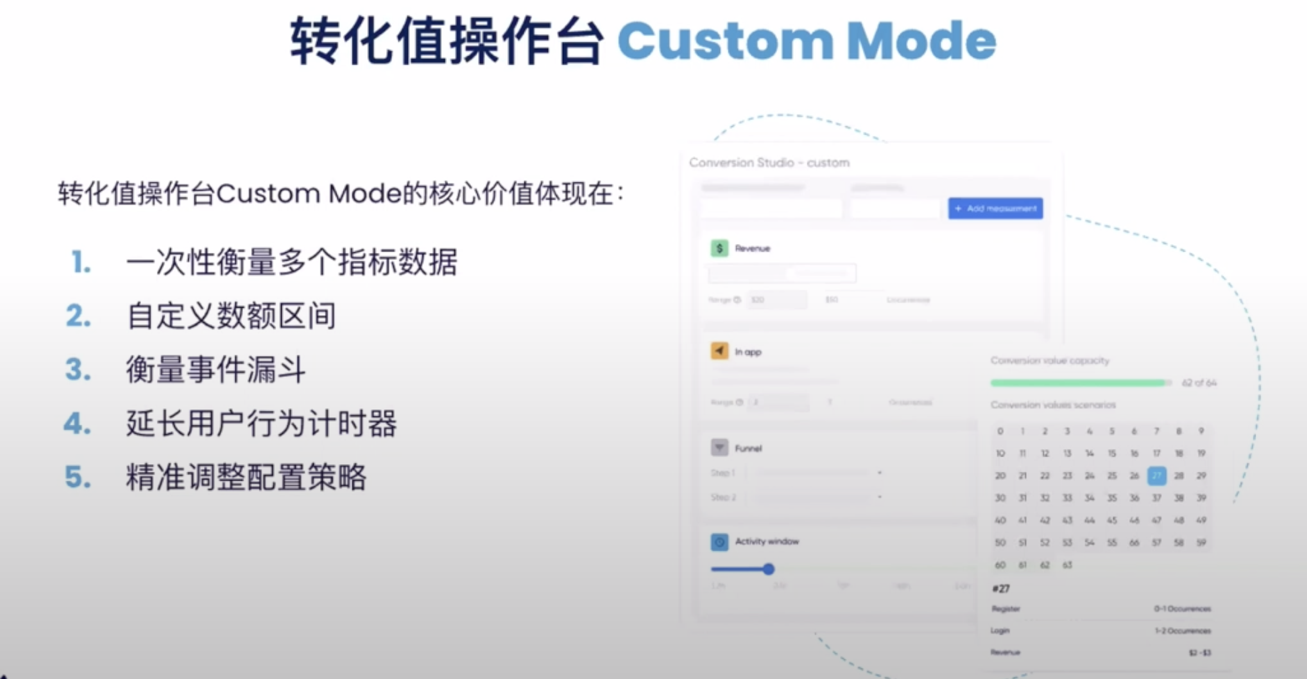 转化值操作台 Custom Mode
转化值操作台Custom Mode的核心价值体现在：
1. 一次性衡量多个指标数据
2. 自定义数额区间
3. 衡量事件漏斗
4. 延长用户行为计时器
5. 精准调整配置策略
Conversion Studio - custom
+ Add measurement
$ Revenue
Range $20 $50 Occurrences
In app
Range 2 Occurrences
Funnel
Step 1
Step 2
Activity window
Conversion value capacity
62 of 64
Conversion values scenarios
0 1 2 3 4 5 6 7 8 9
10 11 12 13 14 15 16 17 18 19
20 21 22 23 24 25 26 27 28 29
30 31 32 33 34 35 36 37 38 39
40 41 42 43 44 45 46 47 48 49
50 51 52 53 54 55 56 57 58 59
60 61 62 63
#27
Register 0-1 Occurrences
Login 1-2 Occurrences
Revenue $2 -$3